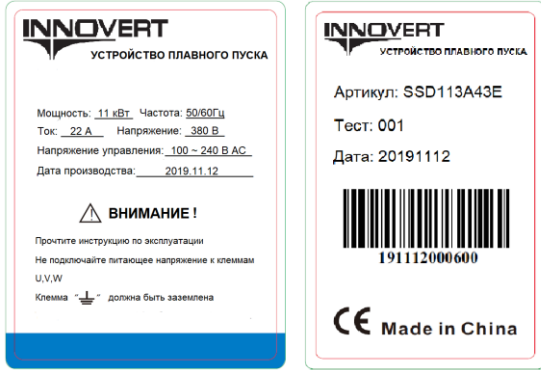 INNOVERT
УСТРОЙСТВО ПЛАВНОГО ПУСКА
Мощность: 11 кВт Частота: 50/60Гц
Ток: 22 А Напряжение: 380 В
Напряжение управления: 100 ~ 240 В AC
Дата производства: 2019.11.12
ВНИМАНИЕ !
Прочтите инструкцию по эксплуатации
Не подключайте питающее напряжение к клеммам
U,V,W
Клемма " " должна быть заземлена
INNOVERT
УСТРОЙСТВО ПЛАВНОГО ПУСКА
Артикул: SSD113A43E
Тест: 001
Дата: 20191112
191112000600
CE Made in China